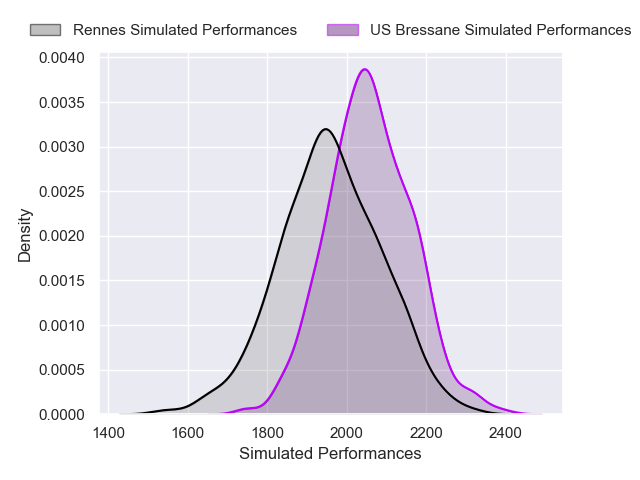 Rennes Simulated Performances
US Bressane Simulated Performances
0.0040
0.0035
0.0030
0.0025
0.0020
0.0015
0.0010
0.0005
0.0000
Density
1400 1600 1800 2000 2200 2400
Simulated Performances